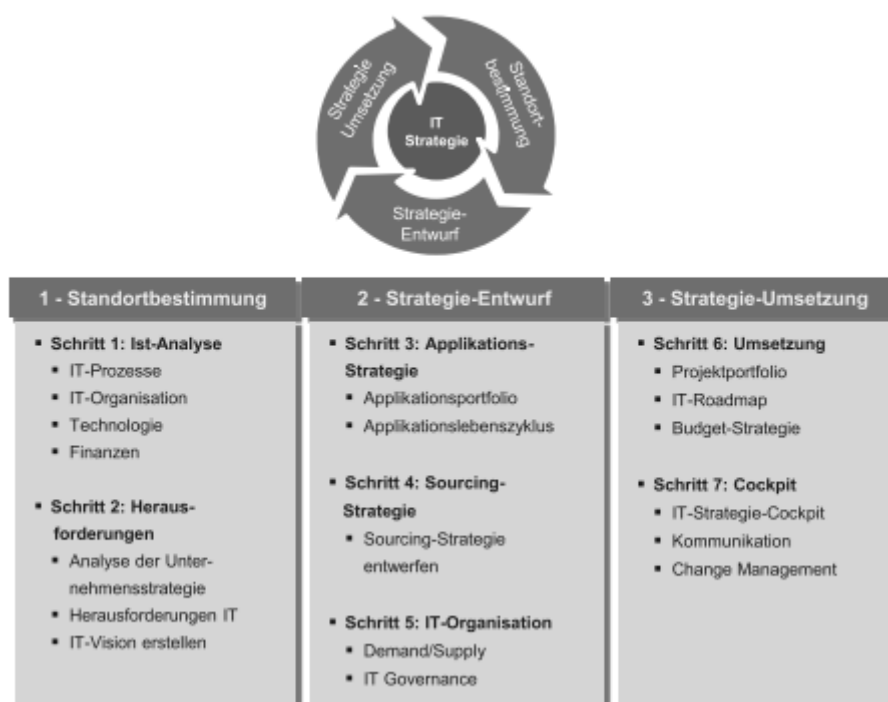 Strategie
Umsetzung
Standort-
bestimmung
IT
Strategie
Strategie-
Entwurf
1 - Standortbestimmung
▪ Schritt 1: Ist-Analyse
▪ IT-Prozesse
▪ IT-Organisation
▪ Technologie
▪ Finanzen
▪ Schritt 2: Heraus-
forderungen
▪ Analyse der Unter-
nehmensstrategie
▪ Herausforderungen IT
▪ IT-Vision erstellen
2 - Strategie-Entwurf
▪ Schritt 3: Applikations-
Strategie
▪ Applikationsportfolio
▪ Applikationslebenszyklus
▪ Schritt 4: Sourcing-
Strategie
▪ Sourcing-Strategie
entwerfen
▪ Schritt 5: IT-Organisation
▪ Demand/Supply
▪ IT Governance
3 - Strategie-Umsetzung
▪ Schritt 6: Umsetzung
▪ Projektportfolio
▪ IT-Roadmap
▪ Budget-Strategie
▪ Schritt 7: Cockpit
▪ IT-Strategie-Cockpit
▪ Kommunikation
▪ Change Management